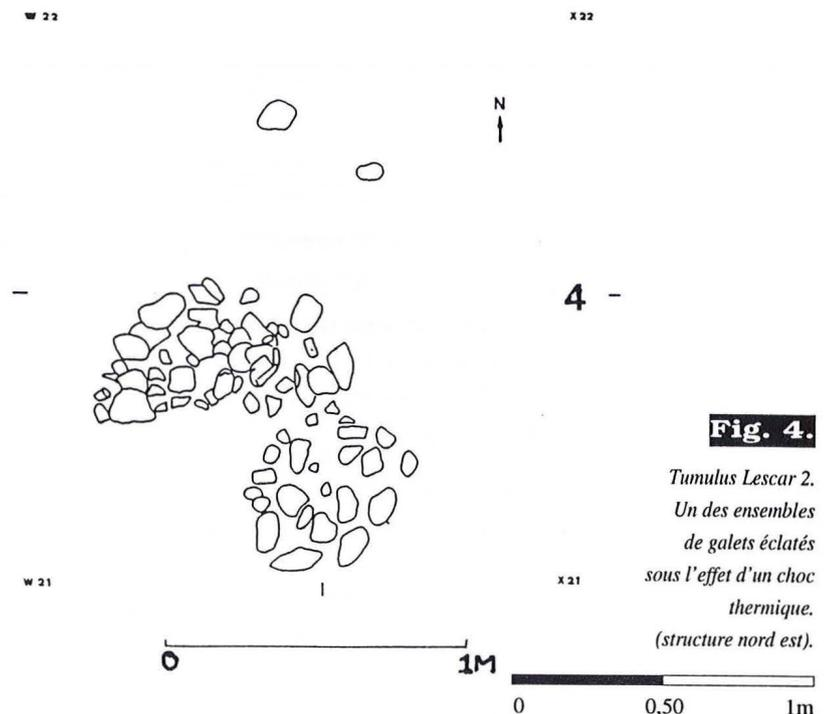 W 22
X 22
N
4
Fig. 4.
Tumulus Lescar 2.
Un des ensembles
de galets éclatés
sous l'effet d'un choc
thermique.
(structure nord est).
W 21
X 21
0 1M
0 0,50 1m